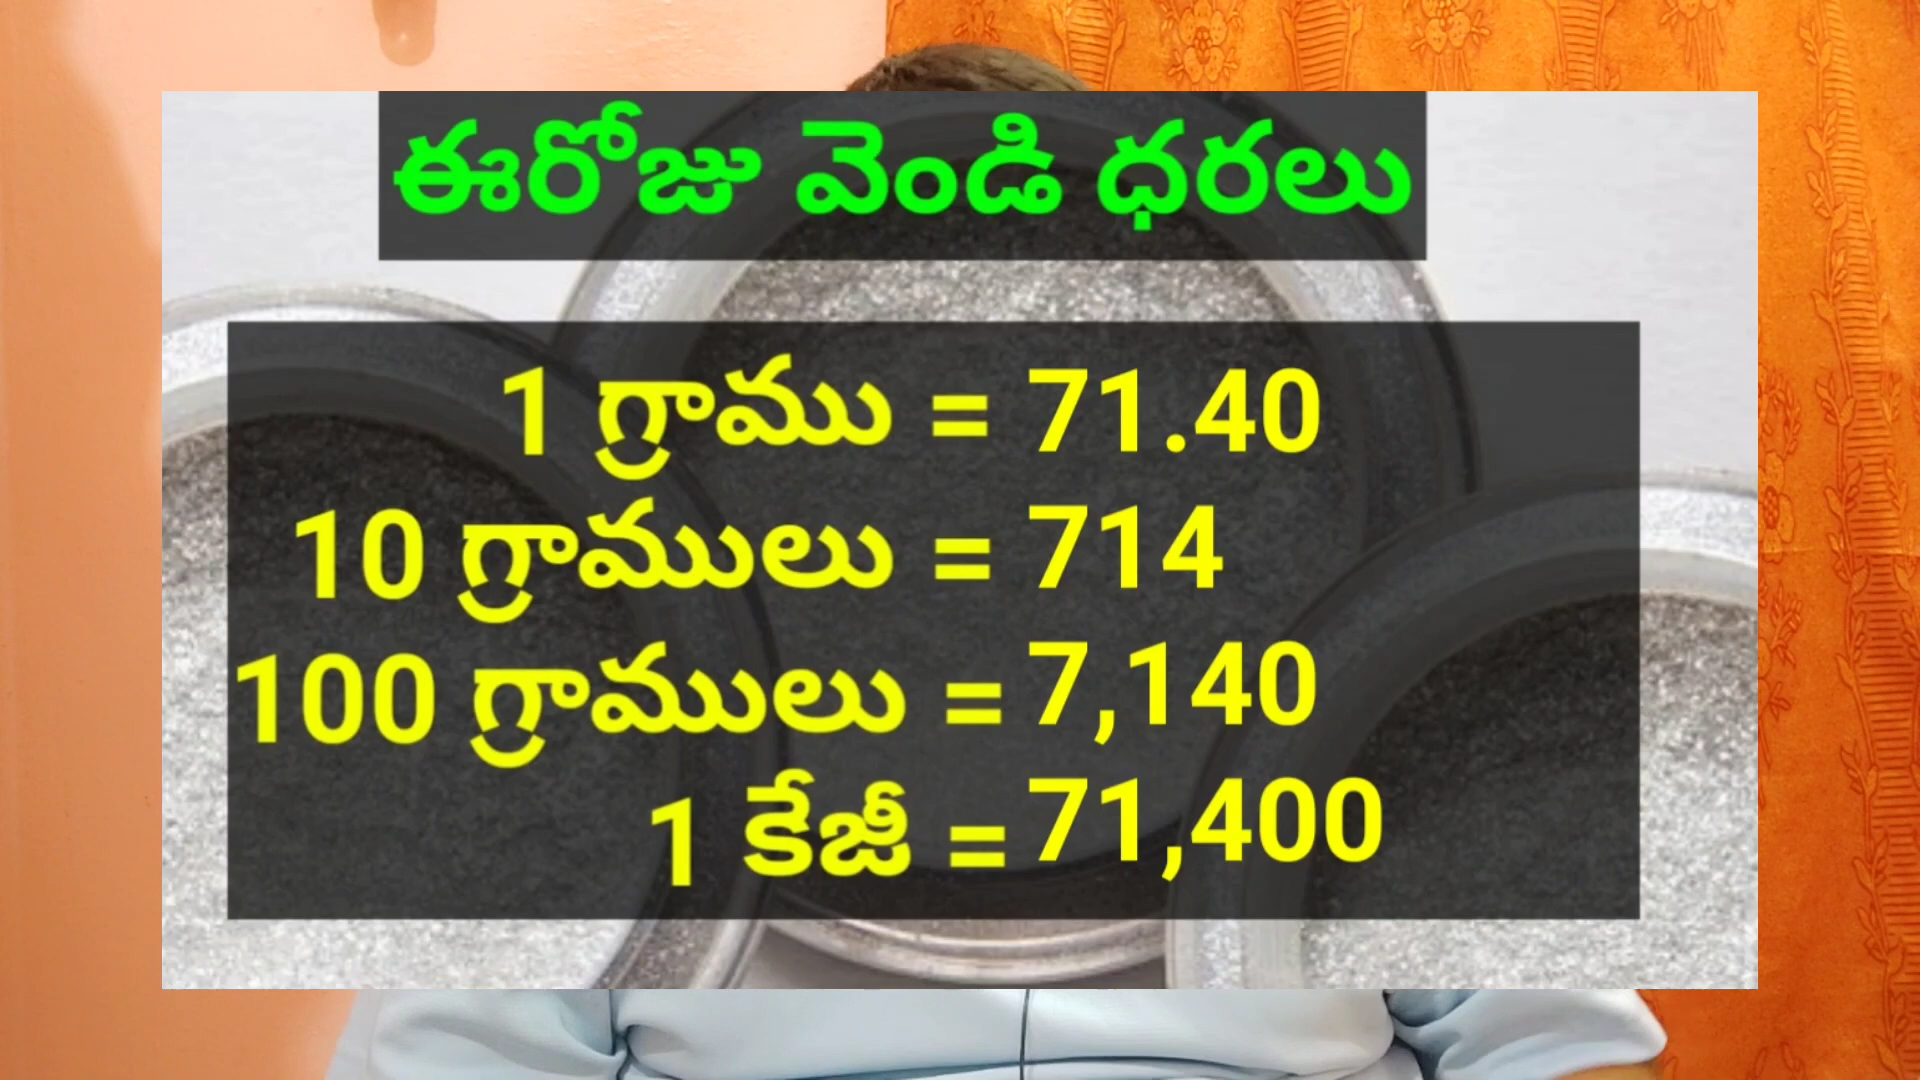 ఈరోజు వెండి ధరలు
1 గ్రాము = 71.40
10 గ్రాములు = 714
100 గ్రాములు = 7,140
1 కేజీ = 71,400